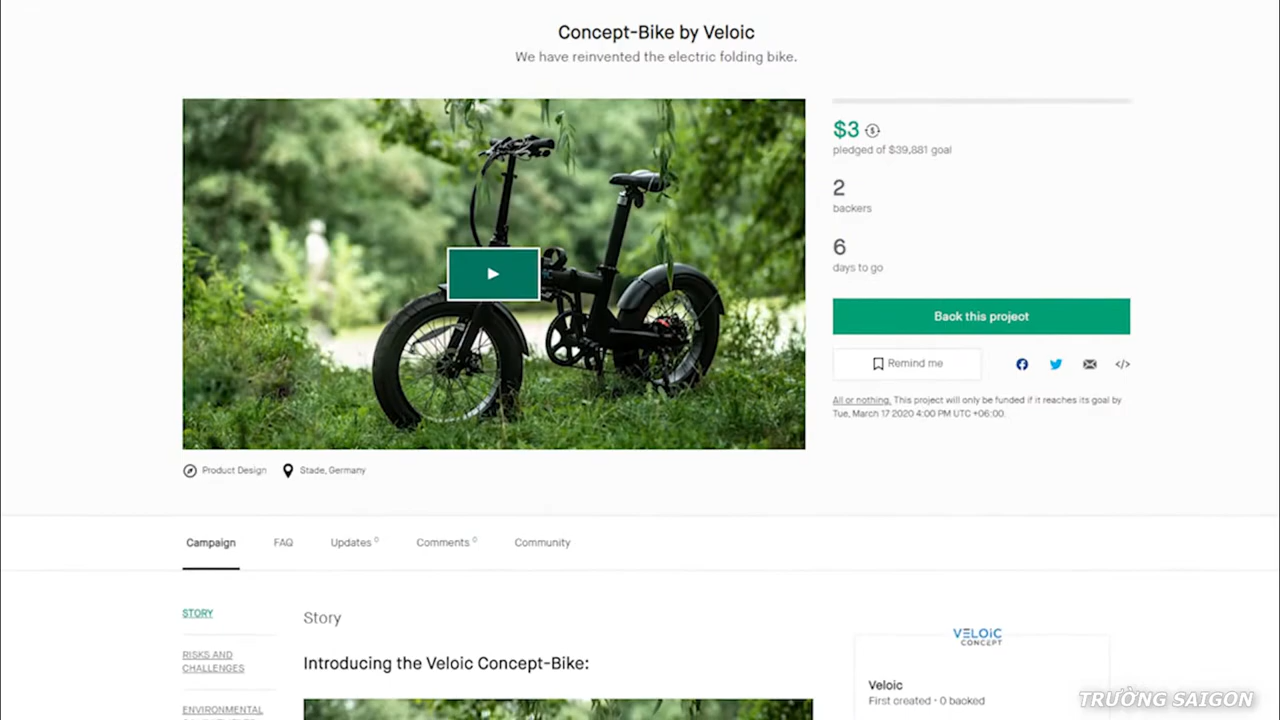 Concept-Bike by Veloic
We have reinvented the electric folding bike.
$3
pledged of $39,881 goal
2
backers
6
days to go
Back this project
Remind me
All or nothing. This project will only be funded if it reaches its goal by
Tue, March 17 2020 4:00 PM UTC +06:00.
Product Design
Stade, Germany
Campaign
FAQ
Updates 0
Comments 0
Community
STORY
RISKS AND
CHALLENGES
ENVIRONMENTAL
Story
Introducing the Veloic Concept-Bike:
VELOIC
CONCEPT
Veloic
First created · 0 backed
TRƯỜNG SAIGON